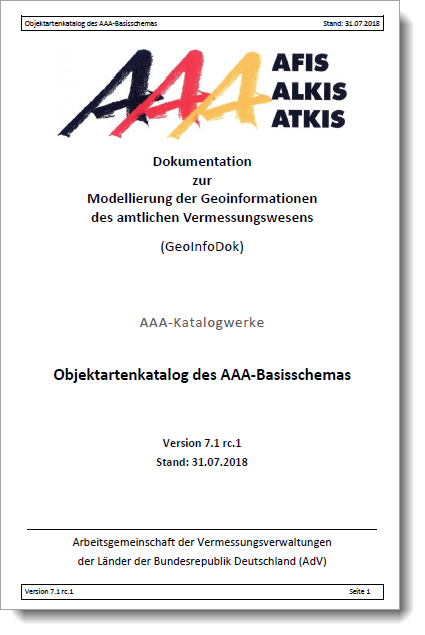 Objektartenkatalog des AAA-Basisschemas Stand: 31.07.2018
AAA AFIS
ALKIS
ATKIS
Dokumentation
zur
Modellierung der Geoinformationen
des amtlichen Vermessungswesens
(GeoInfoDok)
AAA-Katalogwerke
Objektartenkatalog des AAA-Basisschemas
Version 7.1 rc.1
Stand: 31.07.2018
Arbeitsgemeinschaft der Vermessungsverwaltungen
der Länder der Bundesrepublik Deutschland (AdV)
Version 7.1 rc.1 Seite 1